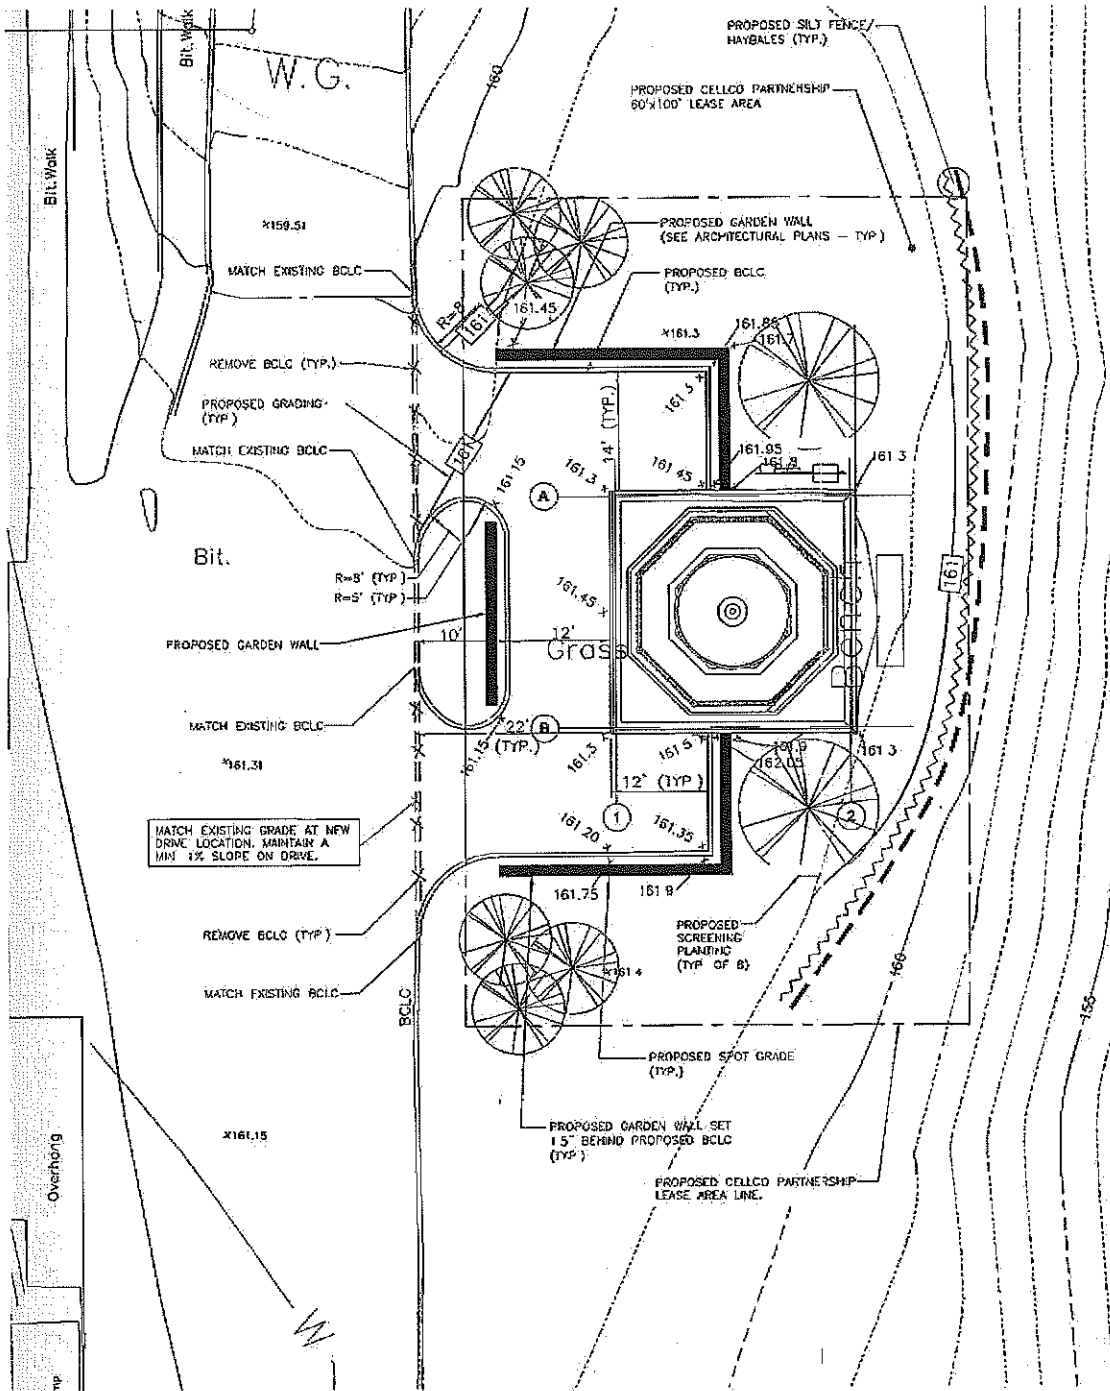 PROPOSED SILT FENCE/
HAYBALES (TYP.)
Bit.Walk
W.G.
160
PROPOSED CELLCO PARTNERSHIP
60'x100' LEASE AREA
Bit.Walk
x159.51
PROPOSED GARDEN WALL
(SEE ARCHITECTURAL PLANS - TYP.)
MATCH EXISTING BCLC
PROPOSED BCLC
(TYP.)
R=8'
161
161.45
x161.3
161.85
161.7
REMOVE BCLC (TYP.)
161.5
14' (TYP.)
PROPOSED GRADING
(TYP.)
MATCH EXISTING BCLC
161
161.15
161.3
161.45
161.95
161.8
161.3
A
Bit.
R=8' (TYP.)
R=5' (TYP.)
161.45
161
PROPOSED GARDEN WALL
10'
12'
Grass
MATCH EXISTING BCLC
22'
(TYP.)
B
161.15
161.3
161.5
161.9
162.05
161.3
x161.31
12' (TYP.)
1
2
MATCH EXISTING GRADE AT NEW
DRIVE LOCATION. MAINTAIN A
MIN 1% SLOPE ON DRIVE.
161.20
161.35
161.75
161.8
REMOVE BCLC (TYP.)
PROPOSED
SCREENING
PLANTING
(TYP OF 8)
x161.4
160
MATCH EXISTING BCLC
BCLC
155
PROPOSED SPOT GRADE
(TYP.)
x161.15
PROPOSED GARDEN WALL SET
1.5" BEHIND PROPOSED BCLC
(TYP.)
Overhang
PROPOSED CELLCO PARTNERSHIP
LEASE AREA LINE.
W